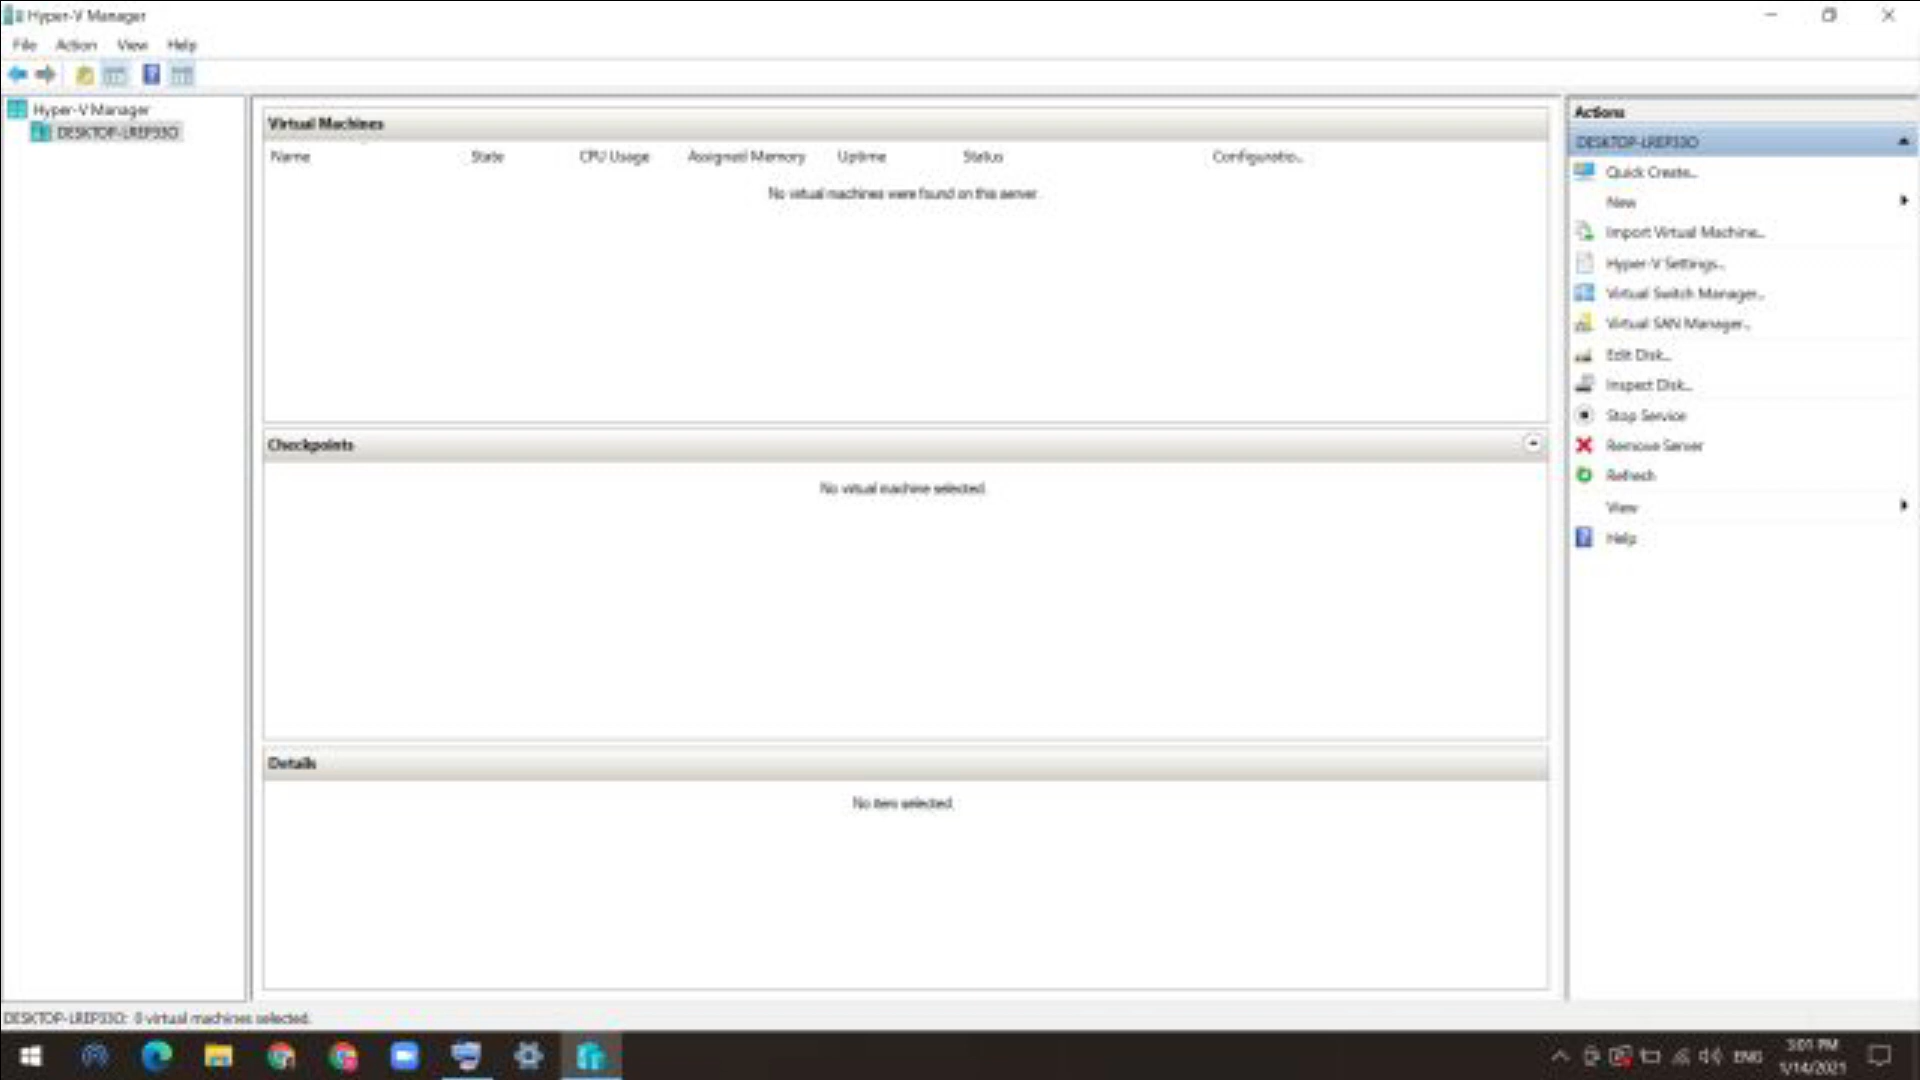 Hyper-V Manager
File Action View Help
Hyper-V Manager
DESKTOP-LREP33O
Virtual Machines
Name State CPU Usage Assigned Memory Uptime Status Configuratio...
No virtual machines were found on this server.
Checkpoints
No virtual machine selected.
Details
No item selected.
Actions
DESKTOP-LREP33O
Quick Create...
New
Import Virtual Machine...
Hyper-V Settings...
Virtual Switch Manager...
Virtual SAN Manager...
Edit Disk...
Inspect Disk...
Stop Service
Remove Server
Refresh
View
Help
DESKTOP-LREP33O: 0 virtual machines selected.
ENG
3:01 PM
1/14/2021